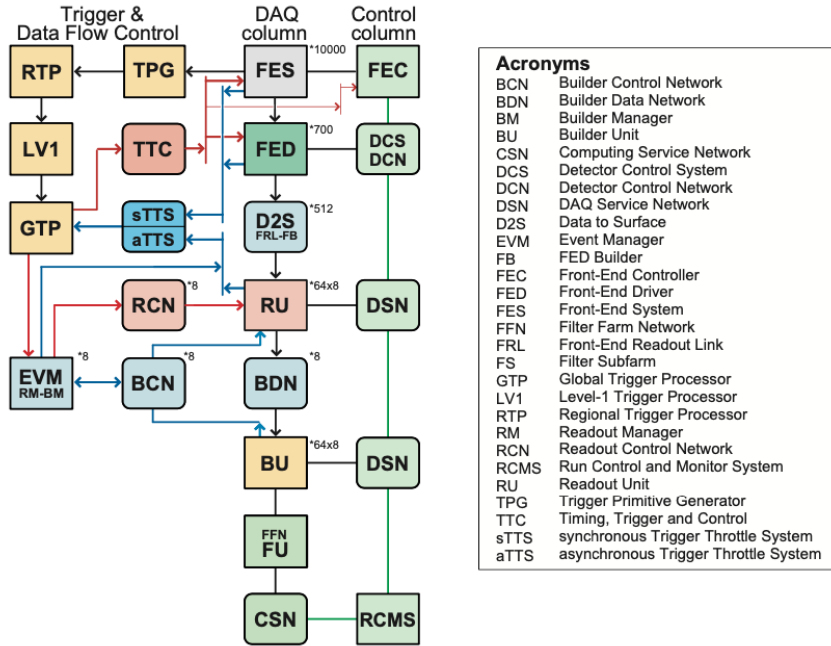 Trigger &
Data Flow Control
DAQ
column
Control
column
RTP
TPG
FES
*10000
FEC
LV1
TTC
FED
*700
DCS
DCN
GTP
sTTS
aTTS
D2S
FRL-FB
*512
RCN
*8
RU
*64x8
DSN
EVM
RM-BM
*8
BCN
*8
BDN
*8
BU
*64x8
DSN
FFN
FU
CSN
RCMS
Acronyms
BCN Builder Control Network
BDN Builder Data Network
BM Builder Manager
BU Builder Unit
CSN Computing Service Network
DCS Detector Control System
DCN Detector Control Network
DSN DAQ Service Network
D2S Data to Surface
EVM Event Manager
FB FED Builder
FEC Front-End Controller
FED Front-End Driver
FES Front-End System
FFN Filter Farm Network
FRL Front-End Readout Link
FS Filter Subfarm
GTP Global Trigger Processor
LV1 Level-1 Trigger Processor
RTP Regional Trigger Processor
RM Readout Manager
RCN Readout Control Network
RCMS Run Control and Monitor System
RU Readout Unit
TPG Trigger Primitive Generator
TTC Timing, Trigger and Control
sTTS synchronous Trigger Throttle System
aTTS asynchronous Trigger Throttle System